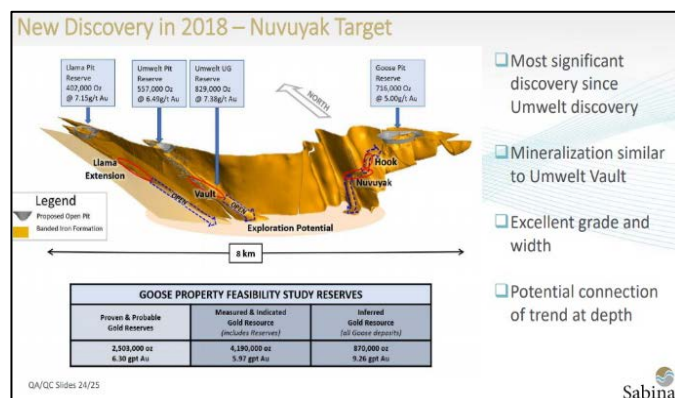 New Discovery in 2018 – Nuvuyak Target
Llama Pit
Reserve
402,000 Oz
@ 7.15g/t Au
Umwelt Pit
Reserve
557,000 Oz
@ 6.49g/t Au
Umwelt UG
Reserve
829,000 Oz
@ 7.38g/t Au
Goose Pit
Reserve
716,000 Oz
@ 5.00g/t Au
NORTH
Llama
Extension
OPEN
Vault
OPEN
Hook
Nuvuyak
Exploration Potential
8 km
Legend
Proposed Open Pit
Banded Iron Formation
GOOSE PROPERTY FEASIBILITY STUDY RESERVES
Proven & Probable
Gold Reserves
Measured & Indicated
Gold Resource
(includes Reserves)
Inferred
Gold Resource
(all Goose deposits)
2,503,000 oz
6.30 gpt Au
4,190,000 oz
5.97 gpt Au
870,000 oz
9.26 gpt Au
Most significant
discovery since
Umwelt discovery
Mineralization similar
to Umwelt Vault
Excellent grade and
width
Potential connection
of trend at depth
QA/QC Slides 24/25
Sabina